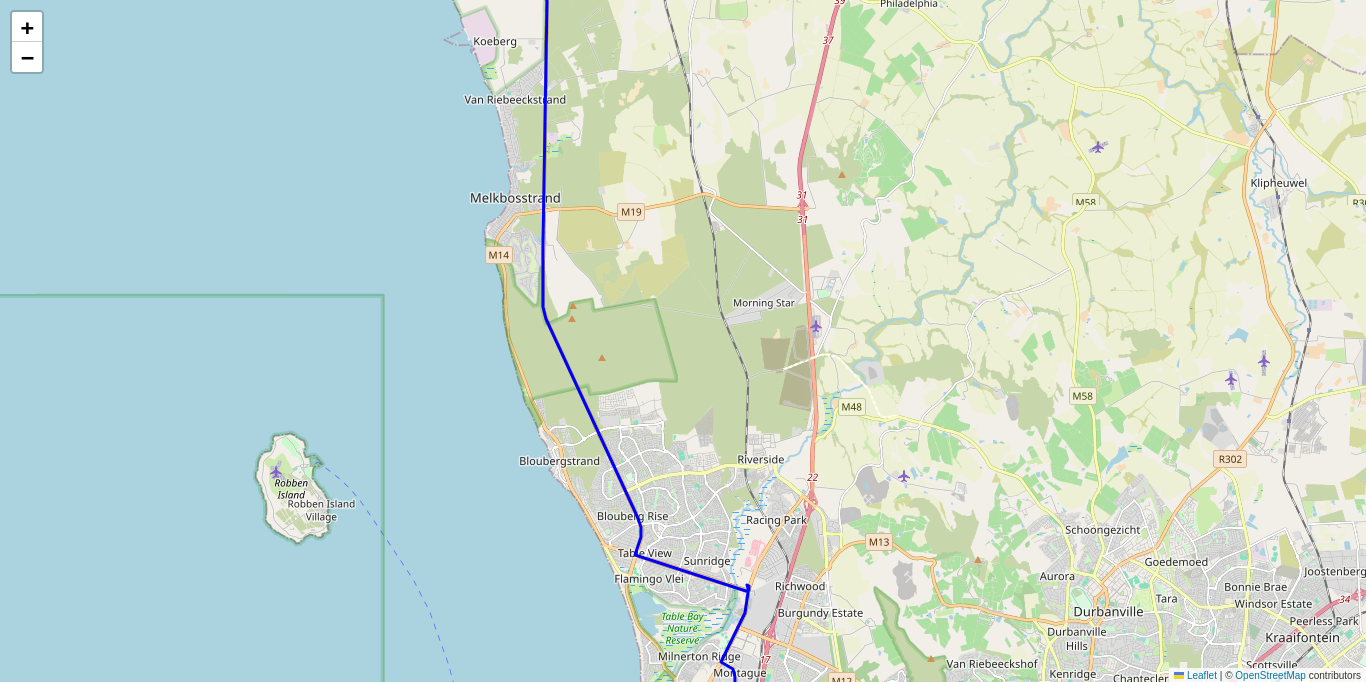 +
−
Philadelphia
39
37
Koeberg
Van Riebeeckstrand
Klipheuwel
31
Melkbosstrand
M19
31
M58
M14
Morning Star
M58
M48
Bloubergstrand
Riverside
R302
22
Robben
Island
Robben Island
Village
Blouberg Rise
Racing Park
Schoongezicht
M13
Table View
Sunridge
Goedemoed
Joostenberg
Flamingo Vlei
Richwood
Aurora
Bonnie Brae
Tara
34
Windsor Estate
Table Bay
Nature
Reserve
Burgundy Estate
Durbanville
Peerless Park
Durbanville
Hills
Kraaifontein
Milnerton Ridge
17
Van Riebeeckshof
Scottsville
Montague
M12
Kenridge
Chantecler
Leaflet | © OpenStreetMap contributors